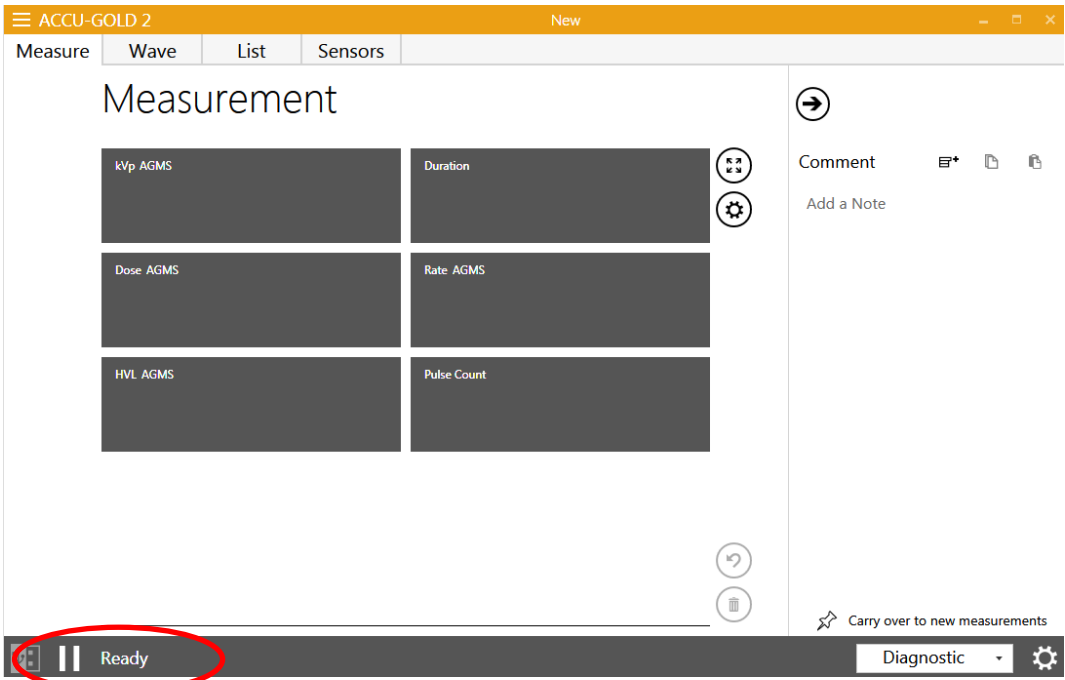 ACCU-GOLD 2 New
Measure Wave List Sensors
Measurement
kVp AGMS Duration
Dose AGMS Rate AGMS
HVL AGMS Pulse Count
Comment
Add a Note
Carry over to new measurements
Ready Diagnostic